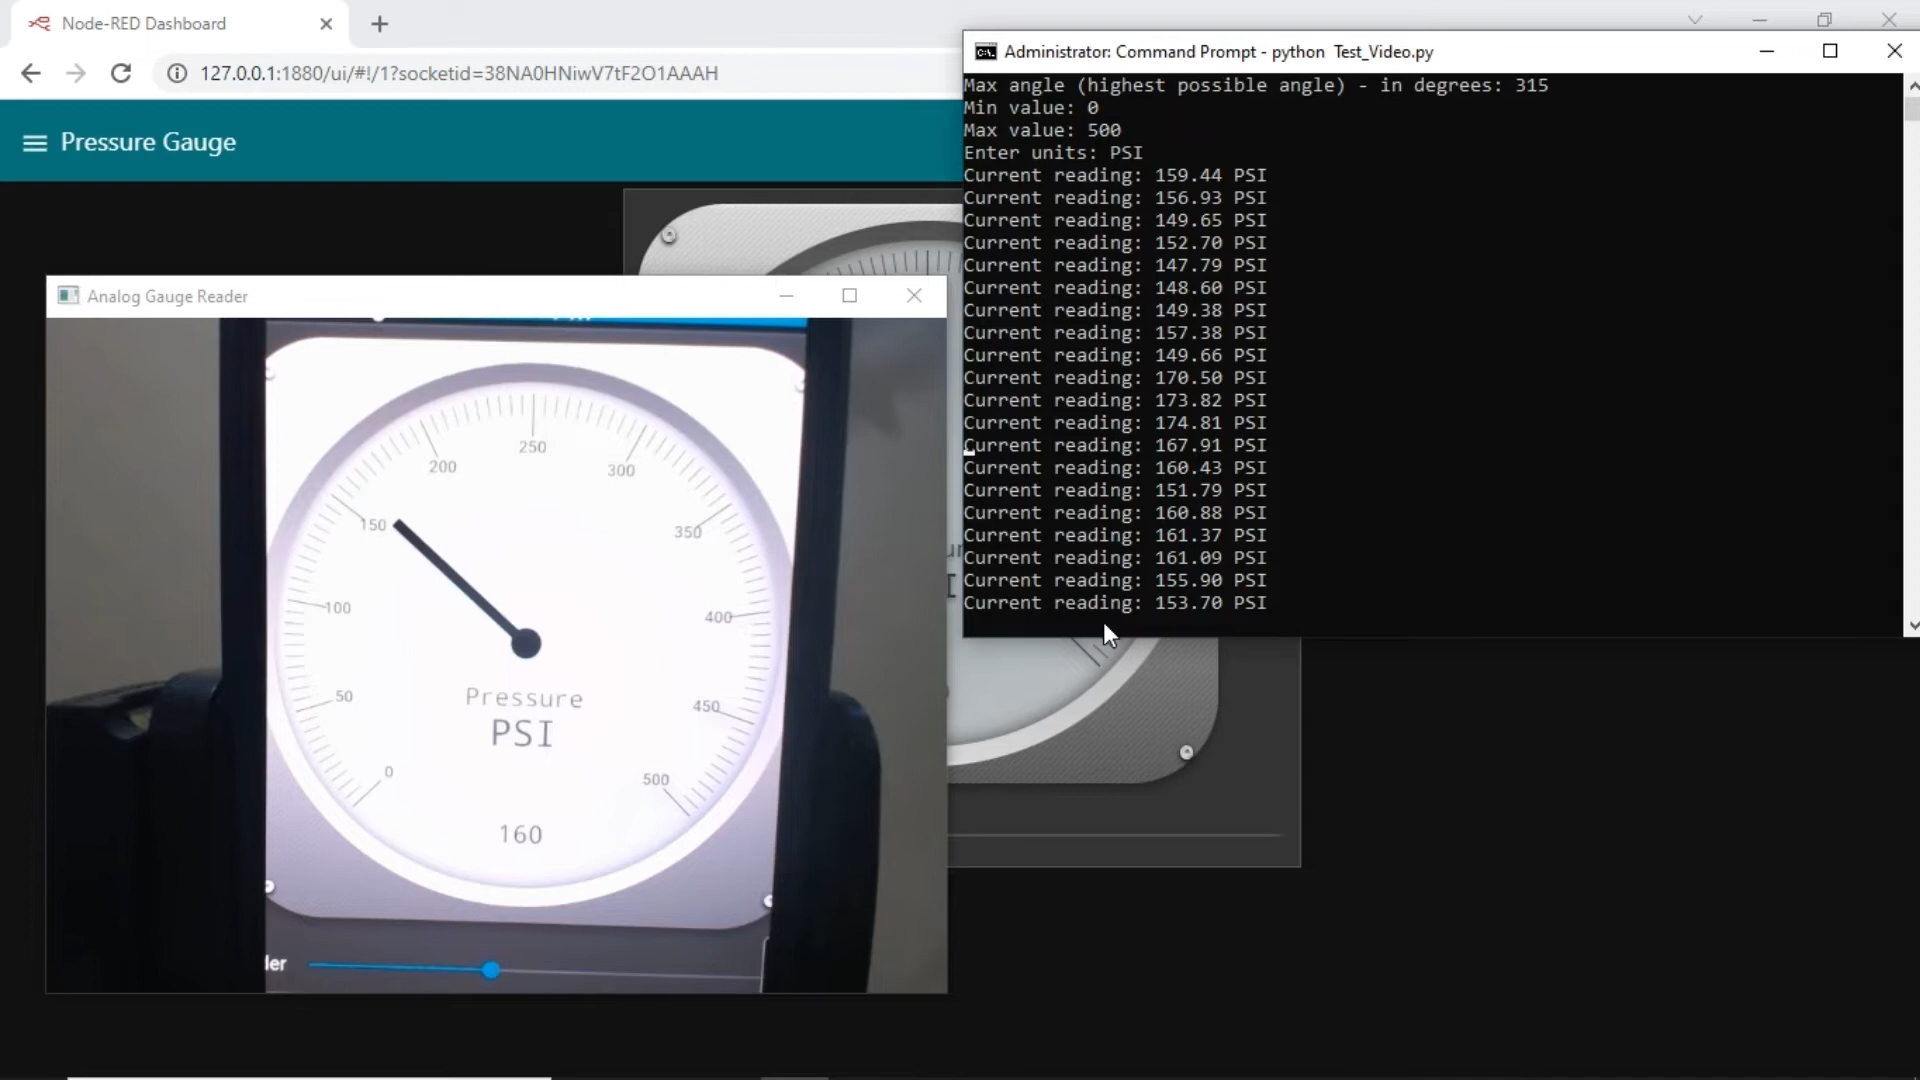 Node-RED Dashboard
127.0.0.1:1880/ui/#!/1?socketid=38NA0HNiwV7tF2O1AAAH
Pressure Gauge
Administrator: Command Prompt - python Test_Video.py
Max angle (highest possible angle) - in degrees: 315
Min value: 0
Max value: 500
Enter units: PSI
Current reading: 159.44 PSI
Current reading: 156.93 PSI
Current reading: 149.65 PSI
Current reading: 152.70 PSI
Current reading: 147.79 PSI
Current reading: 148.60 PSI
Current reading: 149.38 PSI
Current reading: 157.38 PSI
Current reading: 149.66 PSI
Current reading: 170.50 PSI
Current reading: 173.82 PSI
Current reading: 174.81 PSI
Current reading: 167.91 PSI
Current reading: 160.43 PSI
Current reading: 151.79 PSI
Current reading: 160.88 PSI
Current reading: 161.37 PSI
Current reading: 161.09 PSI
Current reading: 155.90 PSI
Current reading: 153.70 PSI
Analog Gauge Reader
0
50
100
150
200
250
300
350
400
450
500
Pressure
PSI
160